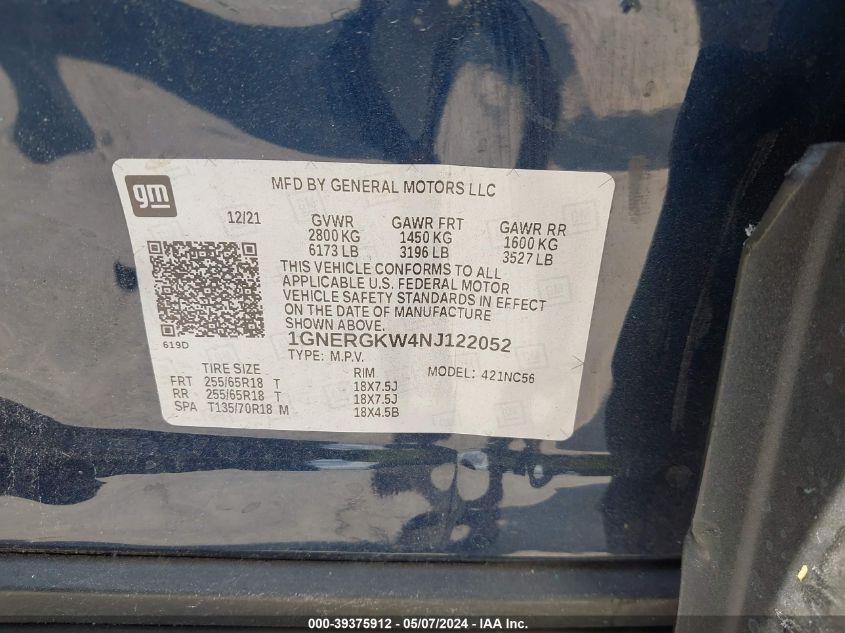 gm
MFD BY GENERAL MOTORS LLC
12/21 GVWR GAWR FRT GAWR RR
2800 KG 1450 KG 1600 KG
6173 LB 3196 LB 3527 LB
THIS VEHICLE CONFORMS TO ALL
APPLICABLE U.S. FEDERAL MOTOR
VEHICLE SAFETY STANDARDS IN EFFECT
ON THE DATE OF MANUFACTURE
SHOWN ABOVE.
619D
1GNERGKW4NJ122052
TYPE: M.P.V. MODEL: 421NC56
TIRE SIZE RIM
FRT 255/65R18 T 18X7.5J
RR 255/65R18 T 18X7.5J
SPA T135/70R18 M 18X4.5B
000-39375912 - 05/07/2024 - IAAI.com